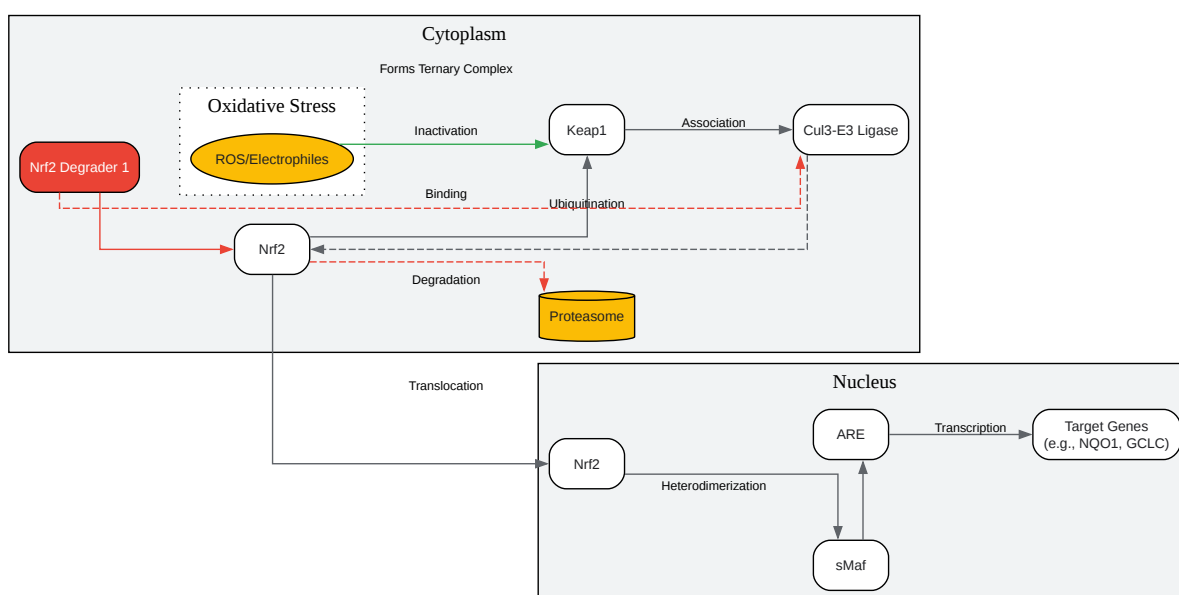 Cytoplasm
Forms Ternary Complex
Oxidative Stress
ROS/Electrophiles
Inactivation
Keap1
Association
Cul3-E3 Ligase
Nrf2 Degrader 1
Binding
Ubiquitination
Nrf2
Degradation
Proteasome
Translocation
Nucleus
ARE
Transcription
Target Genes
(e.g., NQO1, GCLC)
Nrf2
Heterodimerization
sMaf